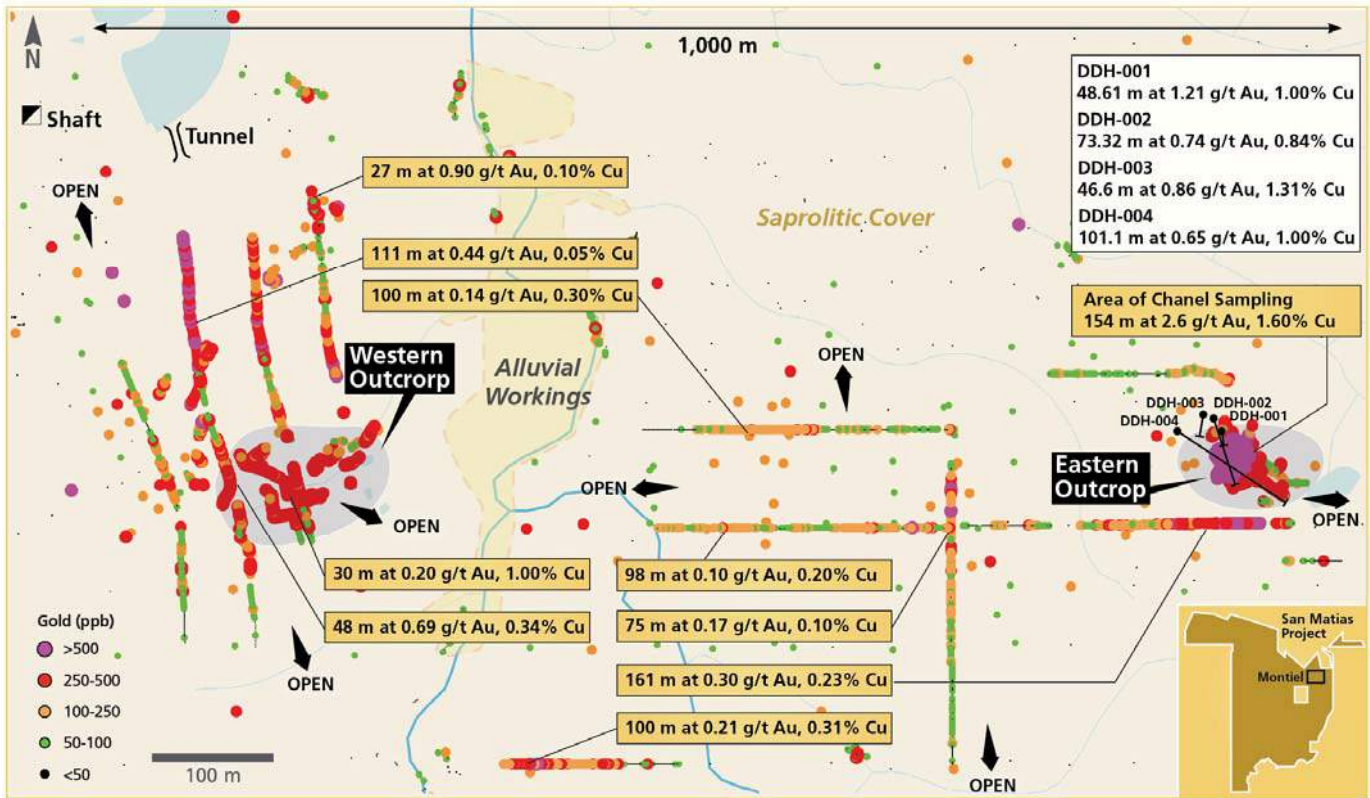 N
1,000 m
Shaft
Tunnel
OPEN
DDH-001
48.61 m at 1.21 g/t Au, 1.00% Cu
DDH-002
73.32 m at 0.74 g/t Au, 0.84% Cu
DDH-003
46.6 m at 0.86 g/t Au, 1.31% Cu
DDH-004
101.1 m at 0.65 g/t Au, 1.00% Cu
27 m at 0.90 g/t Au, 0.10% Cu
Saprolitic Cover
111 m at 0.44 g/t Au, 0.05% Cu
100 m at 0.14 g/t Au, 0.30% Cu
Area of Chanel Sampling
154 m at 2.6 g/t Au, 1.60% Cu
Western
Outcrorp
Alluvial
Workings
OPEN
DDH-003
DDH-002
DDH-001
DDH-004
Eastern
Outcrop
OPEN
OPEN
OPEN
30 m at 0.20 g/t Au, 1.00% Cu
98 m at 0.10 g/t Au, 0.20% Cu
48 m at 0.69 g/t Au, 0.34% Cu
75 m at 0.17 g/t Au, 0.10% Cu
161 m at 0.30 g/t Au, 0.23% Cu
100 m at 0.21 g/t Au, 0.31% Cu
OPEN
OPEN
Gold (ppb)
>500
250-500
100-250
50-100
<50
100 m
San Matias
Project
Montiel